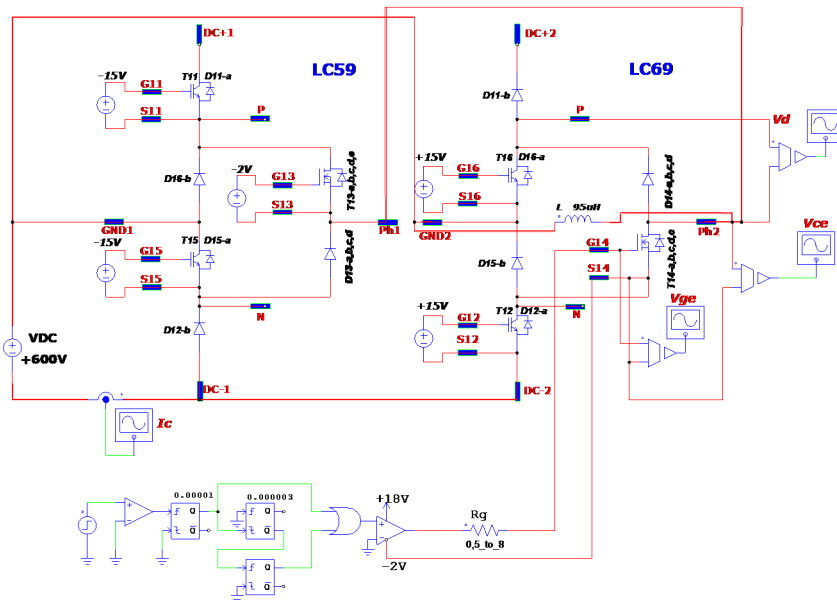 DC+1
DC+2
LC59
LC69
-15V
G11
T11
D11-a
S11
P
D11-b
P
Vd
D16-b
-2V
G13
S13
T13-a,b,c,d,e
+15V
G16
T16
D16-a
S16
D14-a,b,c,d
L
95uH
GND1
Ph1
GND2
Ph2
-15V
G15
T15
D15-a
S15
D13-a,b,c,d
D15-b
G14
S14
T14-a,b,c,d,e
Vce
N
N
Vge
D12-b
+15V
G12
T12
D12-a
S12
VDC
+600V
DC-1
DC-2
Ic
0.00001
0.000003
Q
Q
Q
Q
Q
Q
+18V
-2V
Rg
0,5_to_8